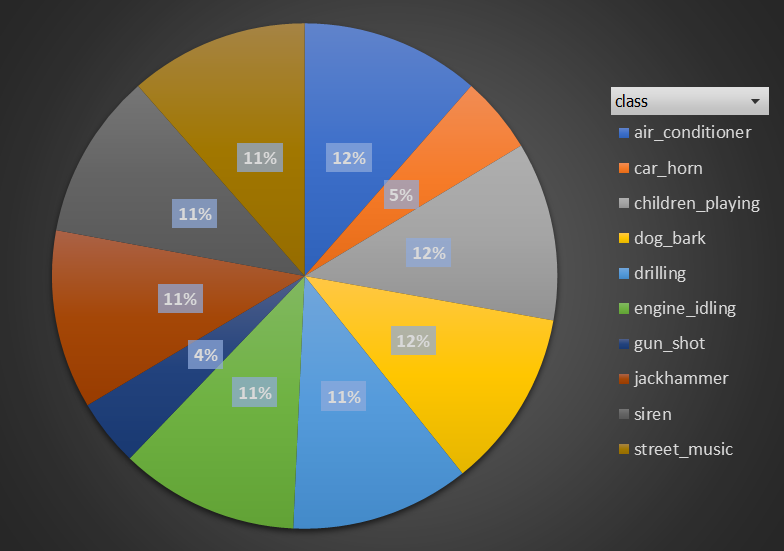 class
air_conditioner
car_horn
children_playing
dog_bark
drilling
engine_idling
gun_shot
jackhammer
siren
street_music
12%
5%
12%
12%
11%
11%
4%
11%
11%
11%